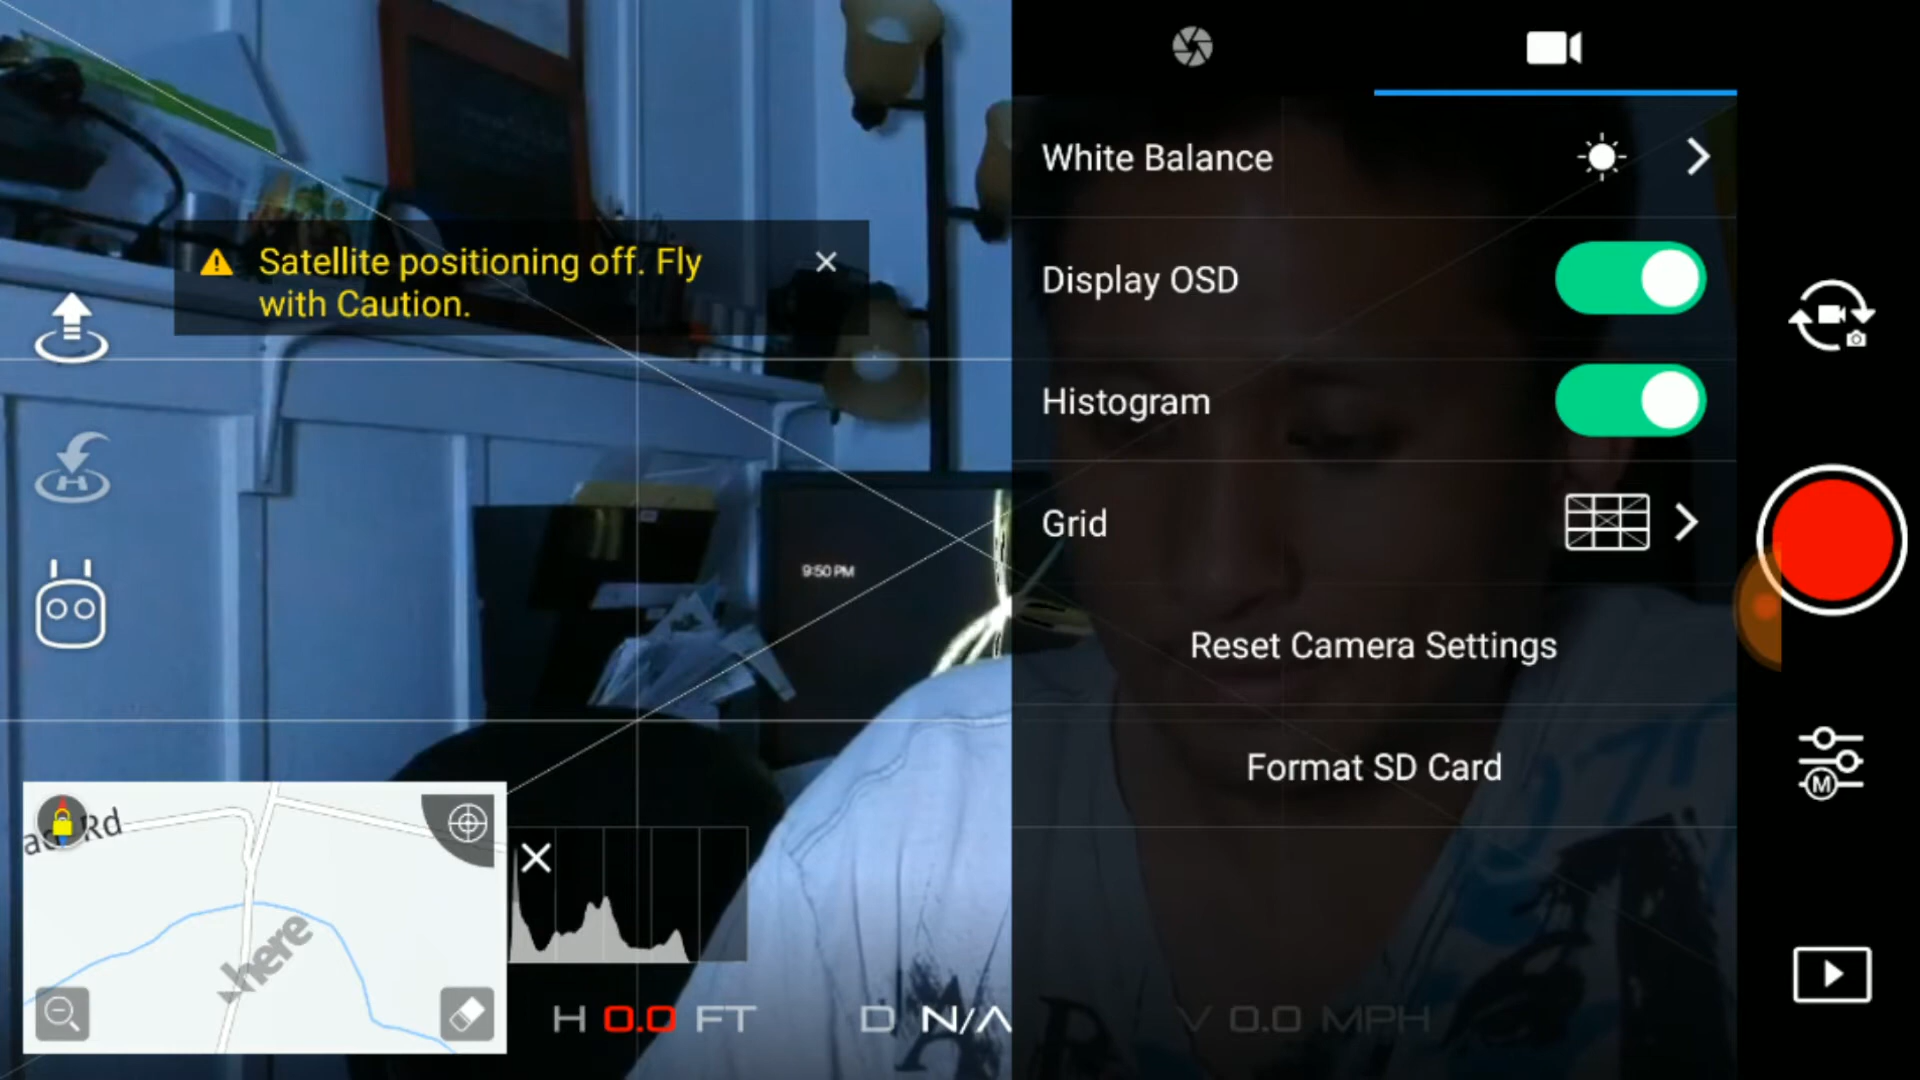 White Balance
Satellite positioning off. Fly
with Caution.
Display OSD
Histogram
Grid
9:50 PM
Reset Camera Settings
Format SD Card
M
Rd
here
H 0.0 FT
D N/A
V 0.0 MPH